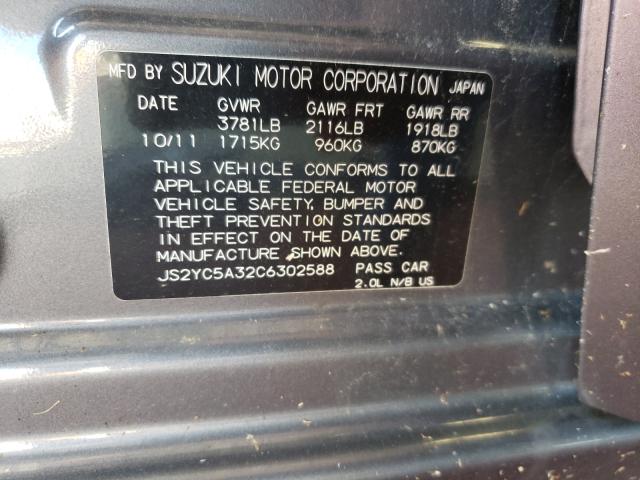 MFD BY SUZUKI MOTOR CORPORATION JAPAN
DATE GVWR GAWR FRT GAWR RR
3781LB 2116LB 1918LB
10/11 1715KG 960KG 870KG
THIS VEHICLE CONFORMS TO ALL
APPLICABLE FEDERAL MOTOR
VEHICLE SAFETY, BUMPER AND
THEFT PREVENTION STANDARDS
IN EFFECT ON THE DATE OF
MANUFACTURE SHOWN ABOVE.
JS2YC5A32C6302588 PASS CAR
2.0L N/B US